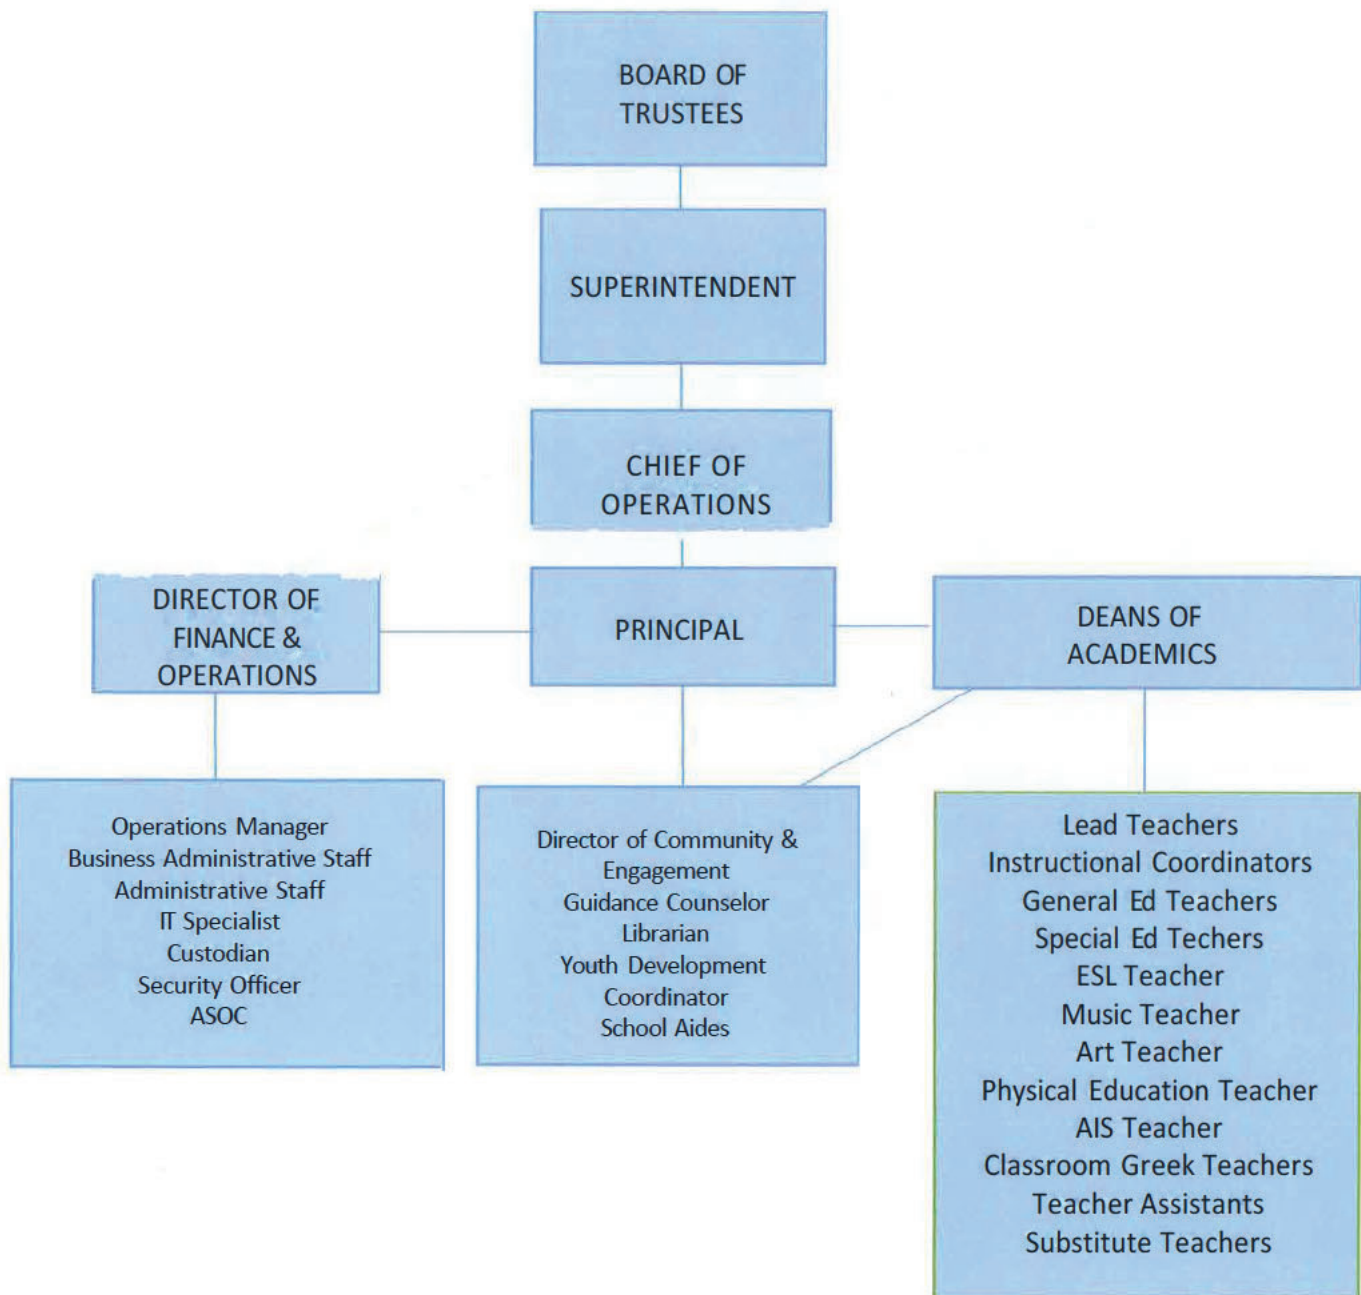 BOARD OF
TRUSTEES
SUPERINTENDENT
CHIEF OF
OPERATIONS
DIRECTOR OF
FINANCE &
OPERATIONS
PRINCIPAL
DEANS OF
ACADEMICS
Operations Manager
Business Administrative Staff
Administrative Staff
IT Specialist
Custodian
Security Officer
ASOC
Director of Community &
Engagement
Guidance Counselor
Librarian
Youth Development
Coordinator
School Aides
Lead Teachers
Instructional Coordinators
General Ed Teachers
Special Ed Techers
ESL Teacher
Music Teacher
Art Teacher
Physical Education Teacher
AIS Teacher
Classroom Greek Teachers
Teacher Assistants
Substitute Teachers